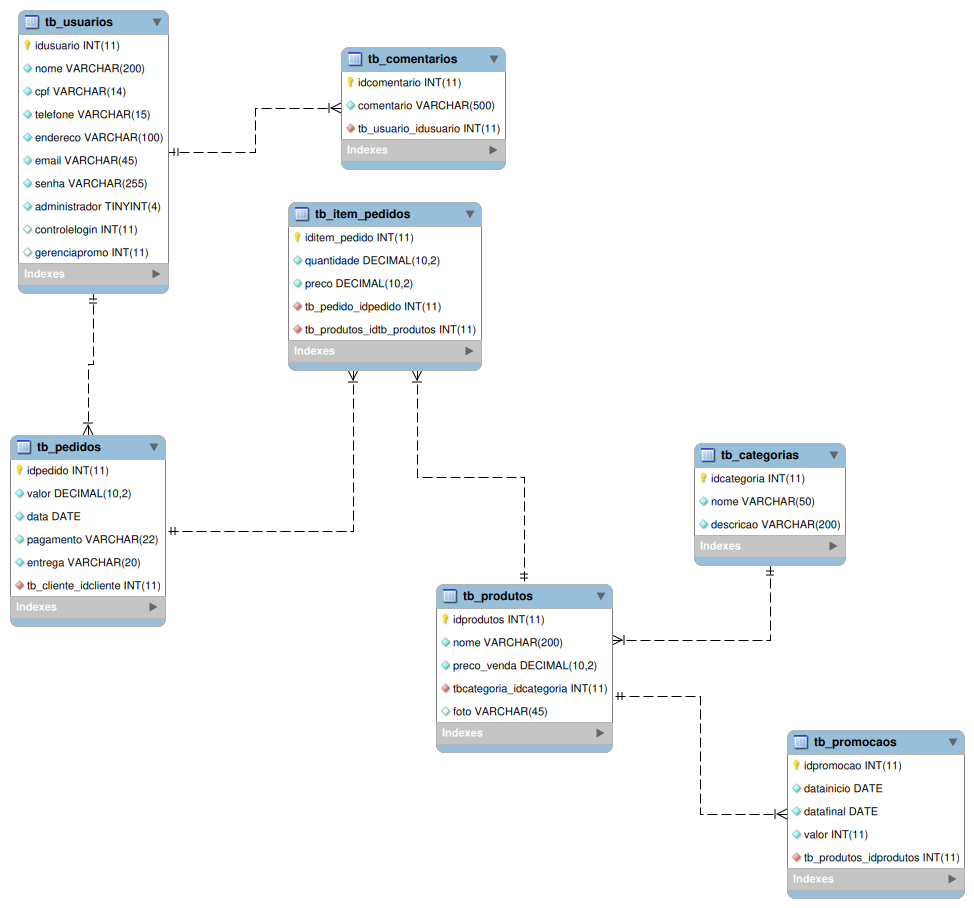 tb_usuarios
idusuario INT(11)
nome VARCHAR(200)
cpf VARCHAR(14)
telefone VARCHAR(15)
endereco VARCHAR(100)
email VARCHAR(45)
senha VARCHAR(255)
administrador TINYINT(4)
controlelogin INT(11)
gerenciapromo INT(11)
Indexes
tb_comentarios
idcomentario INT(11)
comentario VARCHAR(500)
tb_usuario_idusuario INT(11)
Indexes
tb_item_pedidos
iditem_pedido INT(11)
quantidade DECIMAL(10,2)
preco DECIMAL(10,2)
tb_pedido_idpedido INT(11)
tb_produtos_idtb_produtos INT(11)
Indexes
tb_pedidos
idpedido INT(11)
valor DECIMAL(10,2)
data DATE
pagamento VARCHAR(22)
entrega VARCHAR(20)
tb_cliente_idcliente INT(11)
Indexes
tb_categorias
idcategoria INT(11)
nome VARCHAR(50)
descricao VARCHAR(200)
Indexes
tb_produtos
idprodutos INT(11)
nome VARCHAR(200)
preco_venda DECIMAL(10,2)
tbcategoria_idcategoria INT(11)
foto VARCHAR(45)
Indexes
tb_promocaos
idpromocao INT(11)
datainicio DATE
datafinal DATE
valor INT(11)
tb_produtos_idprodutos INT(11)
Indexes